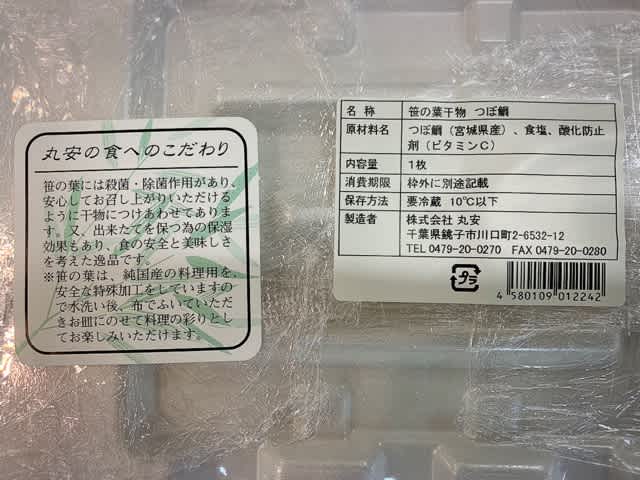 丸安の食へのこだわり
笹の葉には殺菌・除菌作用があり、
安心してお召し上がりいただける
ように干物につけあわせてありま
す。又、出来たてを保つ為の保湿
効果もあり、食の安全と美味しさ
を考えた逸品です。
※笹の葉は、純国産の料理用を、
安全な特殊加工をしていますの
で水洗い後、布でふいていただ
きお皿にのせて料理の彩りとし
てお楽しみいただけます。
名 称 笹の葉干物 つぼ鯛
原材料名 つぼ鯛（宮城県産）、食塩、酸化防止
剤（ビタミンC）
内容量 1枚
消費期限 枠外に別途記載
保存方法 要冷蔵 10℃以下
製造者 株式会社 丸安
千葉県銚子市川口町2-6532-12
TEL 0479-20-0270 FAX 0479-20-0280
プラ
4 580109 012242